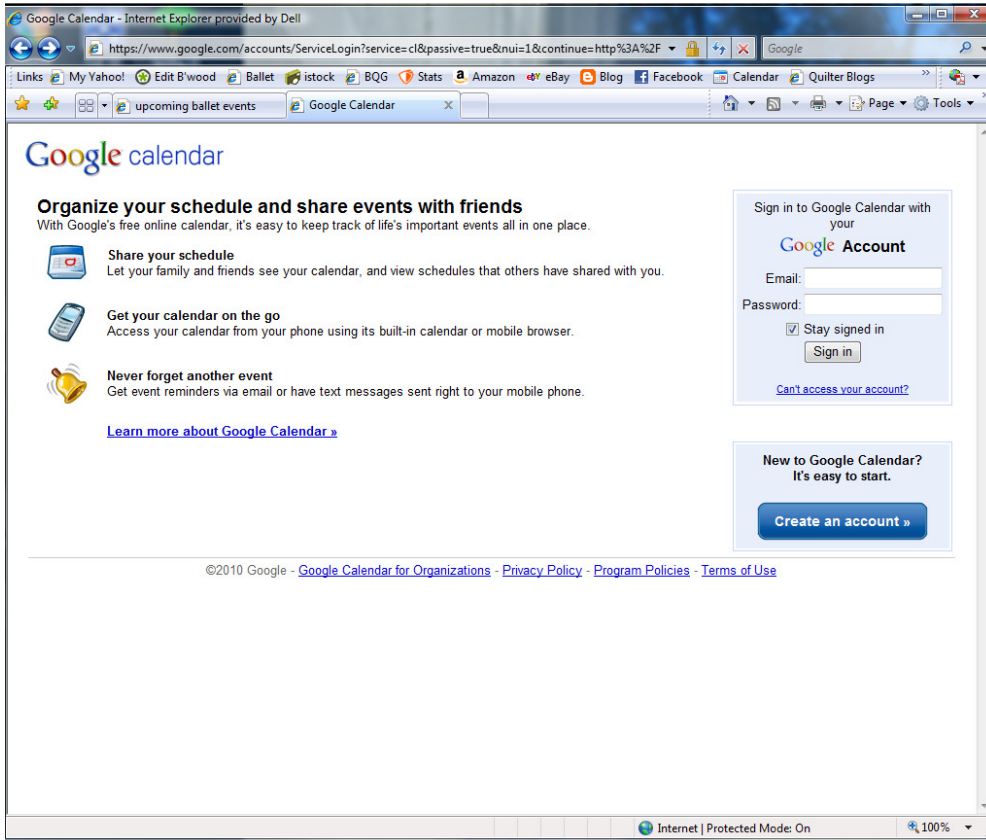 Google Calendar - Internet Explorer provided by Dell
https://www.google.com/accounts/ServiceLogin?service=cl&passive=true&nui=1&continue=http%3A%2F
Google
Links My Yahoo! Edit B'wood Ballet istock BQG Stats Amazon eBay Blog Facebook Calendar Quilter Blogs »
upcoming ballet events Google Calendar X Page Tools »
Google calendar
Organize your schedule and share events with friends
With Google's free online calendar, it's easy to keep track of life's important events all in one place.
Share your schedule
Let your family and friends see your calendar, and view schedules that others have shared with you.
Get your calendar on the go
Access your calendar from your phone using its built-in calendar or mobile browser.
Never forget another event
Get event reminders via email or have text messages sent right to your mobile phone.
Learn more about Google Calendar »
Sign in to Google Calendar with
your
Google Account
Email:
Password:
Stay signed in
Sign in
Can't access your account?
New to Google Calendar?
It's easy to start.
Create an account »
©2010 Google - Google Calendar for Organizations - Privacy Policy - Program Policies - Terms of Use
Internet | Protected Mode: On 100%